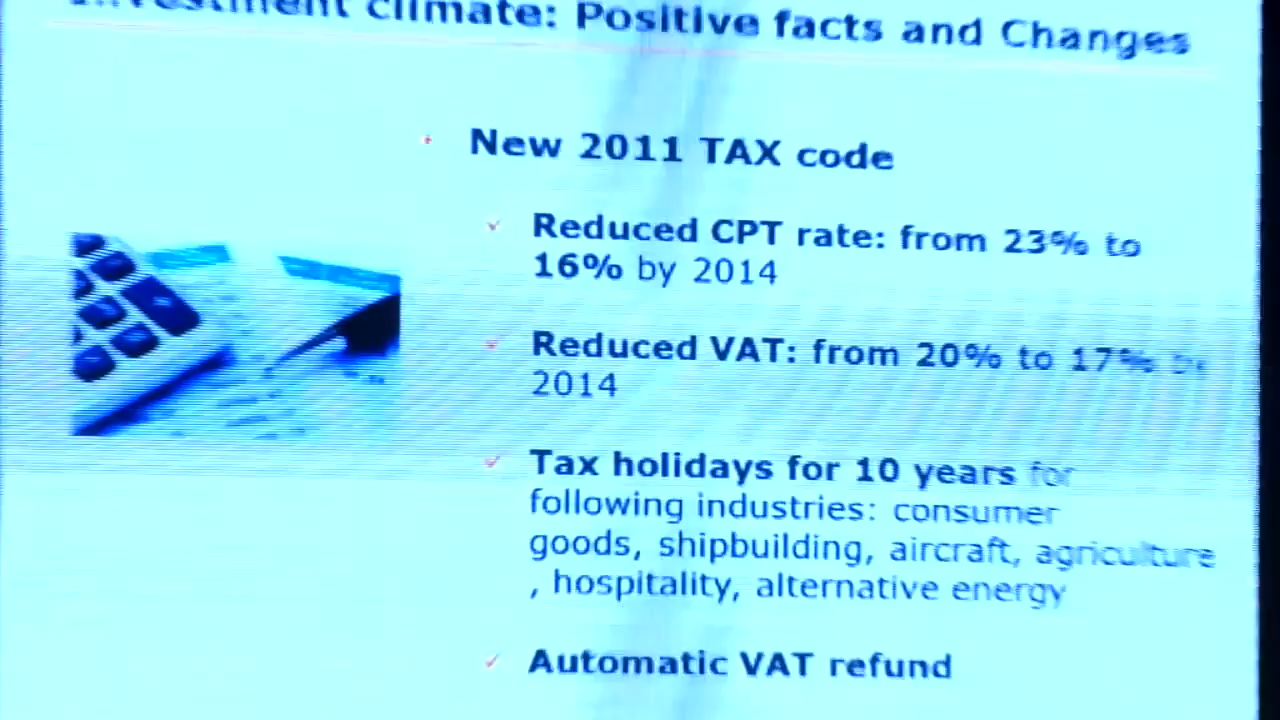 Investment climate: Positive facts and Changes
New 2011 TAX code
Reduced CPT rate: from 23% to
16% by 2014
Reduced VAT: from 20% to 17% by
2014
Tax holidays for 10 years for
following industries: consumer
goods, shipbuilding, aircraft, agriculture
, hospitality, alternative energy
Automatic VAT refund